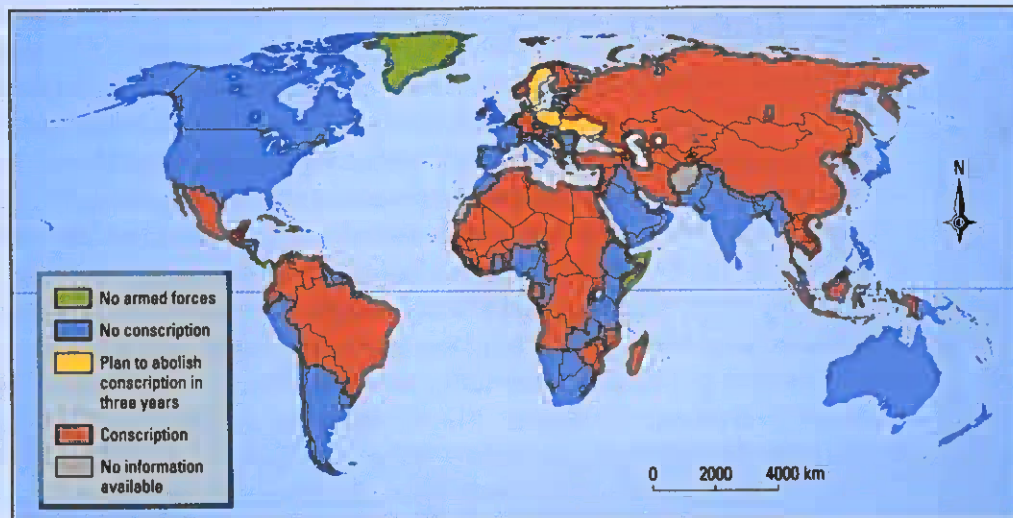 N
No armed forces
No conscription
Plan to abolish
conscription in
three years
Conscription
No information
available
0 2000 4000 km